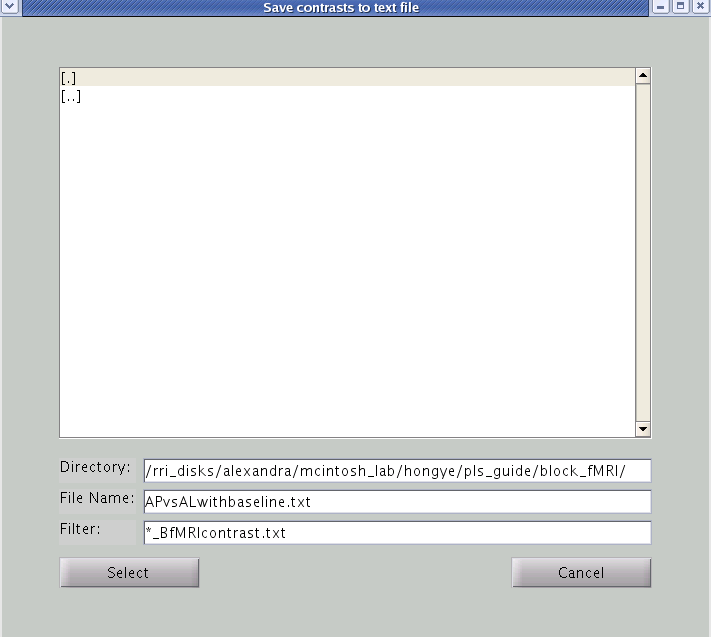 Save contrasts to text file
[.]
[..]
Directory: /rri_disks/alexandra/mcintosh_lab/hongye/pls_guide/block_fMRI/
File Name: APvsALwithbaseline.txt
Filter: *_BfMRIcontrast.txt
Select Cancel